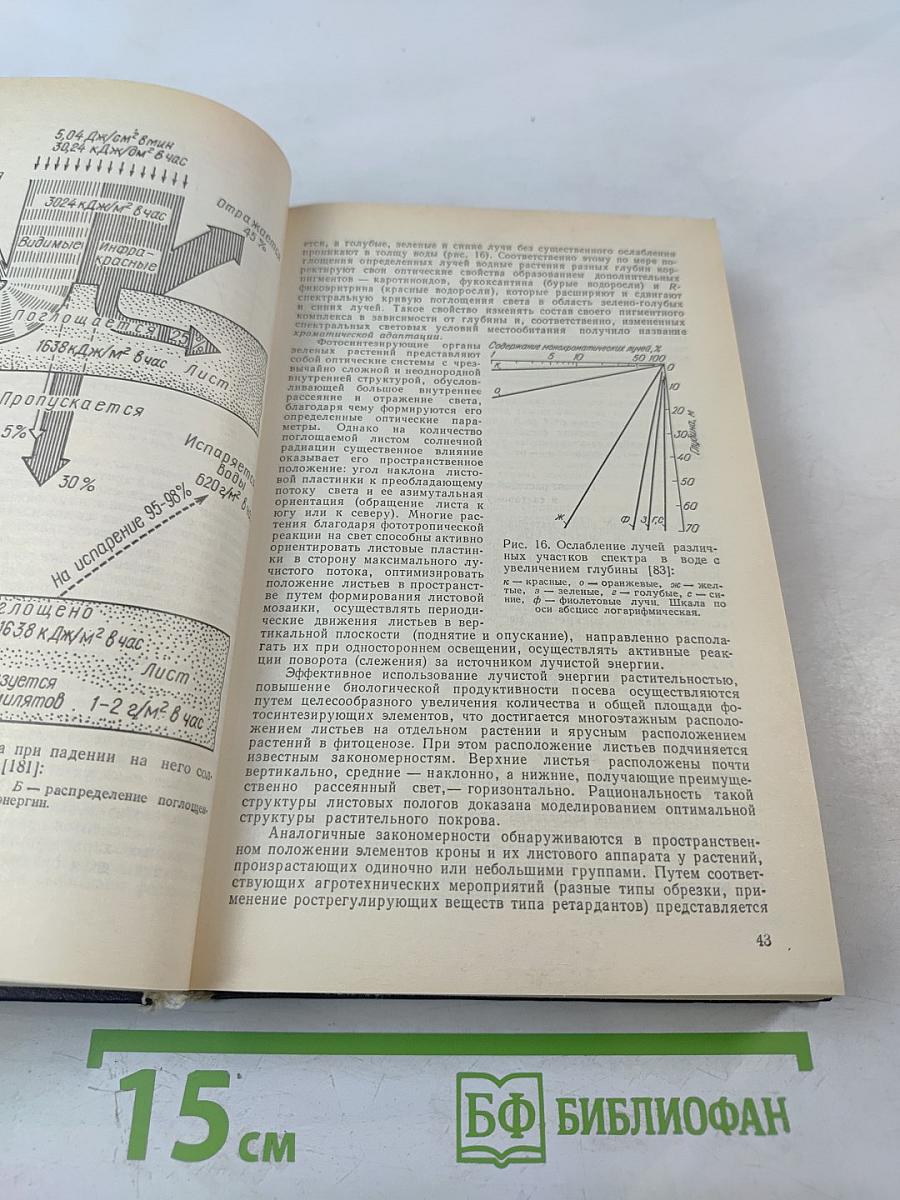 5,04 Дж/см² в мин
30,24 кДж/дм² в час
3024 кДж/м² в час
Отражается
45%
Видимые
Инфра-
красные
Поглощается
25%
1638 кДж/м² в час
Лист
Пропускается
5%
30%
Испаряется
воды
620 г/м² в
На испарение 95-98%
1638 кДж/м² в час
Лист
1-2 г/м² в час
а при падении на него сол-
[181]:
Б — распределение поглощен-
энергии.
ется, а голубые, зеленые и синие лучи без существенного ослабления
проникают в толщу воды (рис. 16). Соответственно этому по мере по-
глощения определенных лучей водные растения разных глубин кор-
ректируют свои оптические свойства образованием дополнительных
пигментов — каротиноидов, фукоксантина (бурые водоросли) и R-
фикоэритрина (красные водоросли), которые расширяют и сдвигают
спектральную кривую поглощения света в область зелено-голубых
и синих лучей. Такое свойство изменять состав своего пигментного
комплекса в зависимости от глубины и, соответственно, измененных
спектральных световых условий местообитания получило название
хроматической адаптации.
Фотосинтезирующие органы
зеленых растений представляют
собой оптические системы с чрез-
вычайно сложной и неоднородной
внутренней структурой, обуслов-
ливающей большое внутреннее
рассеяние и отражение света,
благодаря чему формируются его
определенные оптические пара-
метры. Однако на количество
поглощаемой листом солнечной
радиации существенное влияние
оказывает его пространственное
положение: угол наклона листо-
вой пластинки к преобладающему
потоку света и ее азимутальная
ориентация (обращение листа к
югу или к северу). Многие рас-
тения благодаря фототропической
реакции на свет способны активно
ориентировать листовые пластин-
ки в сторону максимального лу-
чистого потока, оптимизировать
положение листьев в пространст-
ве путем формирования листовой
мозаики, осуществлять периоди-
ческие движения листьев в вер-
тикальной плоскости (поднятие и опускание), направленно распола-
гать их при одностороннем освещении, осуществлять активные реак-
ции поворота (слежения) за источником лучистой энергии.
Содержание монохроматических лучей, %
1 5 10 50 100
к
о
0
10
20
30
40
50
60
70
Глубина, м
ж ф з г,с
Рис. 16. Ослабление лучей различ-
ных участков спектра в воде с
увеличением глубины [83]:
к — красные, о — оранжевые, ж — жел-
тые, з — зеленые, г — голубые, с — си-
ние, ф — фиолетовые лучи. Шкала по
оси абсцисс логарифмическая.
Эффективное использование лучистой энергии растительностью,
повышение биологической продуктивности посева осуществляются
путем целесообразного увеличения количества и общей площади фо-
тосинтезирующих элементов, что достигается многоэтажным располо-
жением листьев на отдельном растении и ярусным расположением
растений в фитоценозе. При этом расположение листьев подчиняется
известным закономерностям. Верхние листья расположены почти
вертикально, средние — наклонно, а нижние, получающие преимуще-
ственно рассеянный свет,— горизонтально. Рациональность такой
структуры листовых пологов доказана моделированием оптимальной
структуры растительного покрова.
Аналогичные закономерности обнаруживаются в пространствен-
ном положении элементов кроны и их листового аппарата у растений,
произрастающих одиночно или небольшими группами. Путем соответ-
ствующих агротехнических мероприятий (разные типы обрезки, при-
менение рострегулирующих веществ типа ретардантов) представляется
43
15 см
БФ БИБЛИОФАН